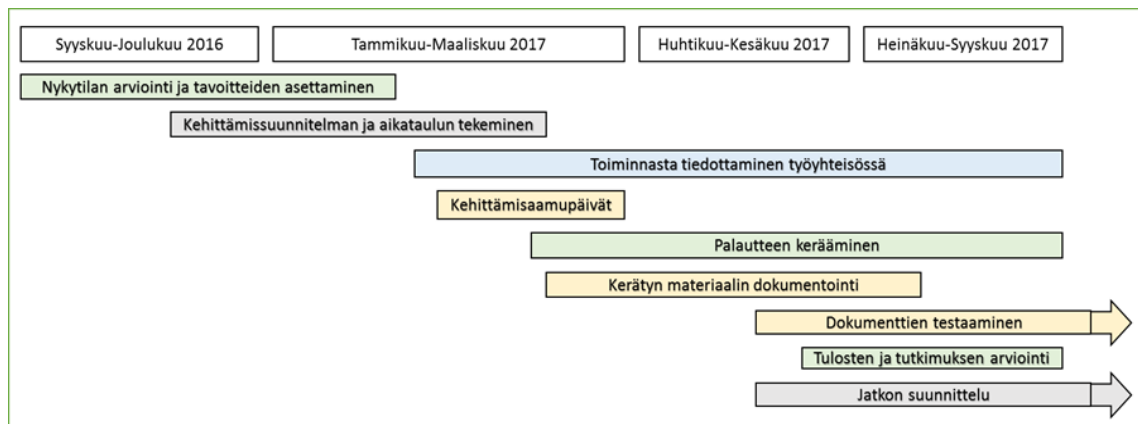 Syyskuu-Joulukuu 2016
Tammikuu-Maaliskuu 2017
Huhtikuu-Kesäkuu 2017
Heinäkuu-Syyskuu 2017
Nykytilan arviointi ja tavoitteiden asettaminen
Kehittämissuunnitelman ja aikataulun tekeminen
Toiminnasta tiedottaminen työyhteisössä
Kehittämisaamupäivät
Palautteen kerääminen
Kerätyn materiaalin dokumentointi
Dokumenttien testaaminen
Tulosten ja tutkimuksen arviointi
Jatkon suunnittelu